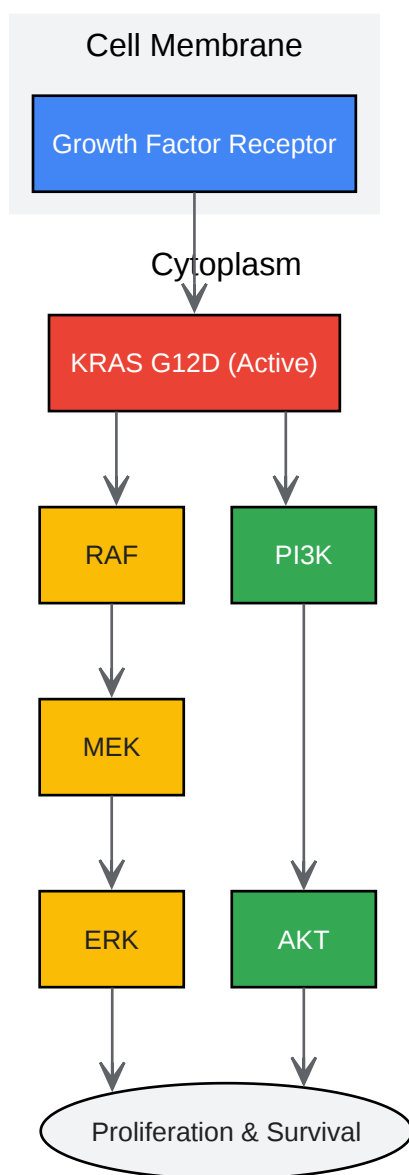 Cell Membrane
Growth Factor Receptor
Cytoplasm
KRAS G12D (Active)
RAF
PI3K
MEK
ERK
AKT
Proliferation & Survival